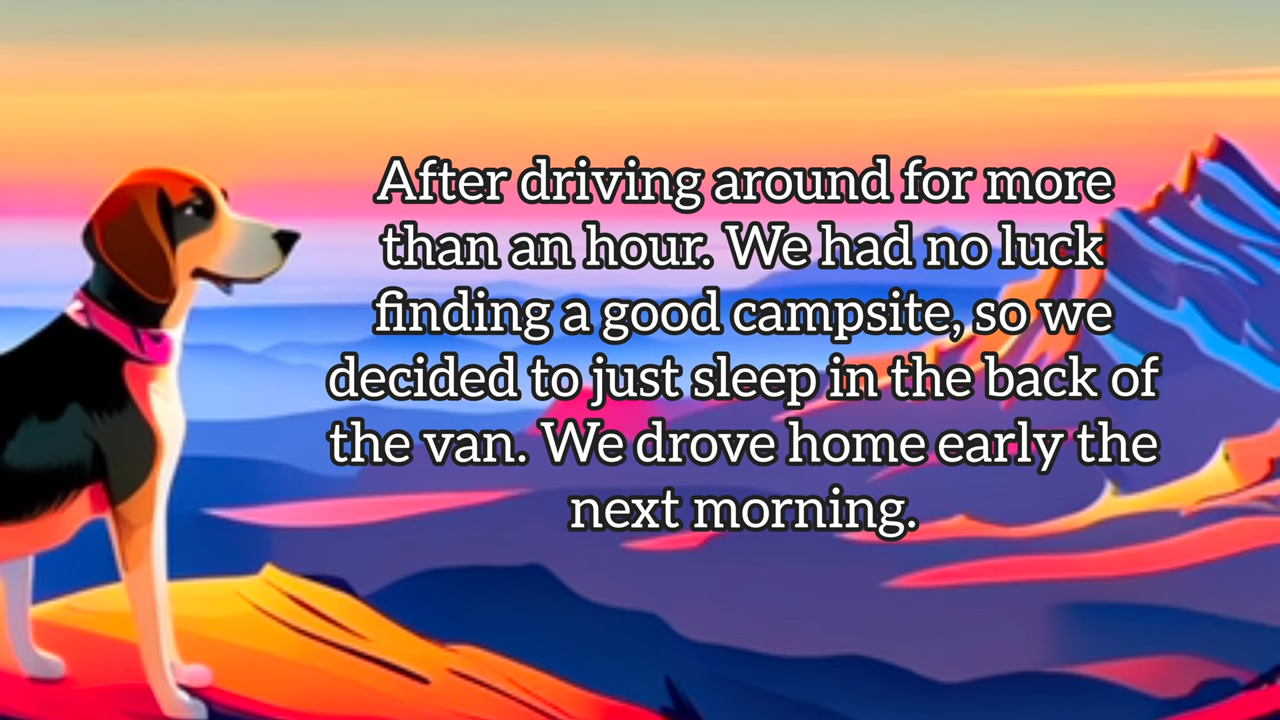 After driving around for more
than an hour. We had no luck
finding a good campsite, so we
decided to just sleep in the back of
the van. We drove home early the
next morning.